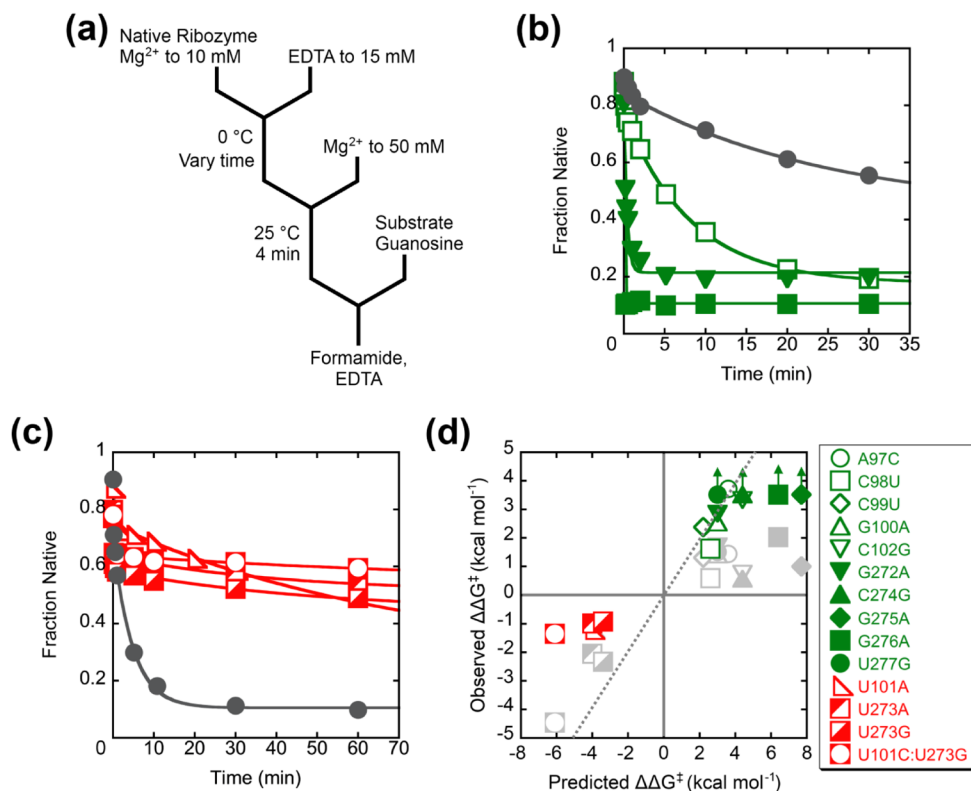 (a)
Native Ribozyme
Mg²⁺ to 10 mM
EDTA to 15 mM
0 °C
Vary time
Mg²⁺ to 50 mM
25 °C
4 min
Substrate
Guanosine
Formamide,
EDTA
(b)
Fraction Native
1
0.8
0.6
0.4
0.2
0 5 10 15 20 25 30 35
Time (min)
(c)
Fraction Native
1
0.8
0.6
0.4
0.2
0 10 20 30 40 50 60 70
Time (min)
(d)
Observed ΔΔG‡ (kcal mol⁻¹)
5
4
3
2
1
0
-1
-2
-3
-4
-5
-8 -6 -4 -2 0 2 4 6 8
Predicted ΔΔG‡ (kcal mol⁻¹)
A97C
C98U
C99U
G100A
C102G
G272A
C274G
G275A
G276A
U277G
U101A
U273A
U273G
U101C:U273G